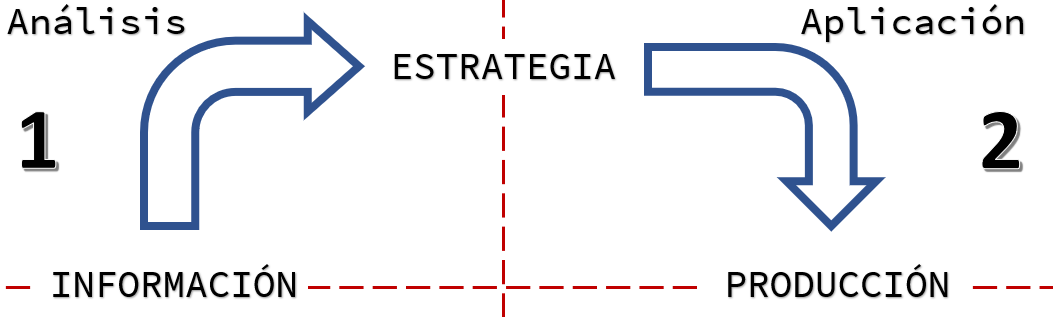 Análisis
Aplicación
ESTRATEGIA
1
2
INFORMACIÓN
PRODUCCIÓN